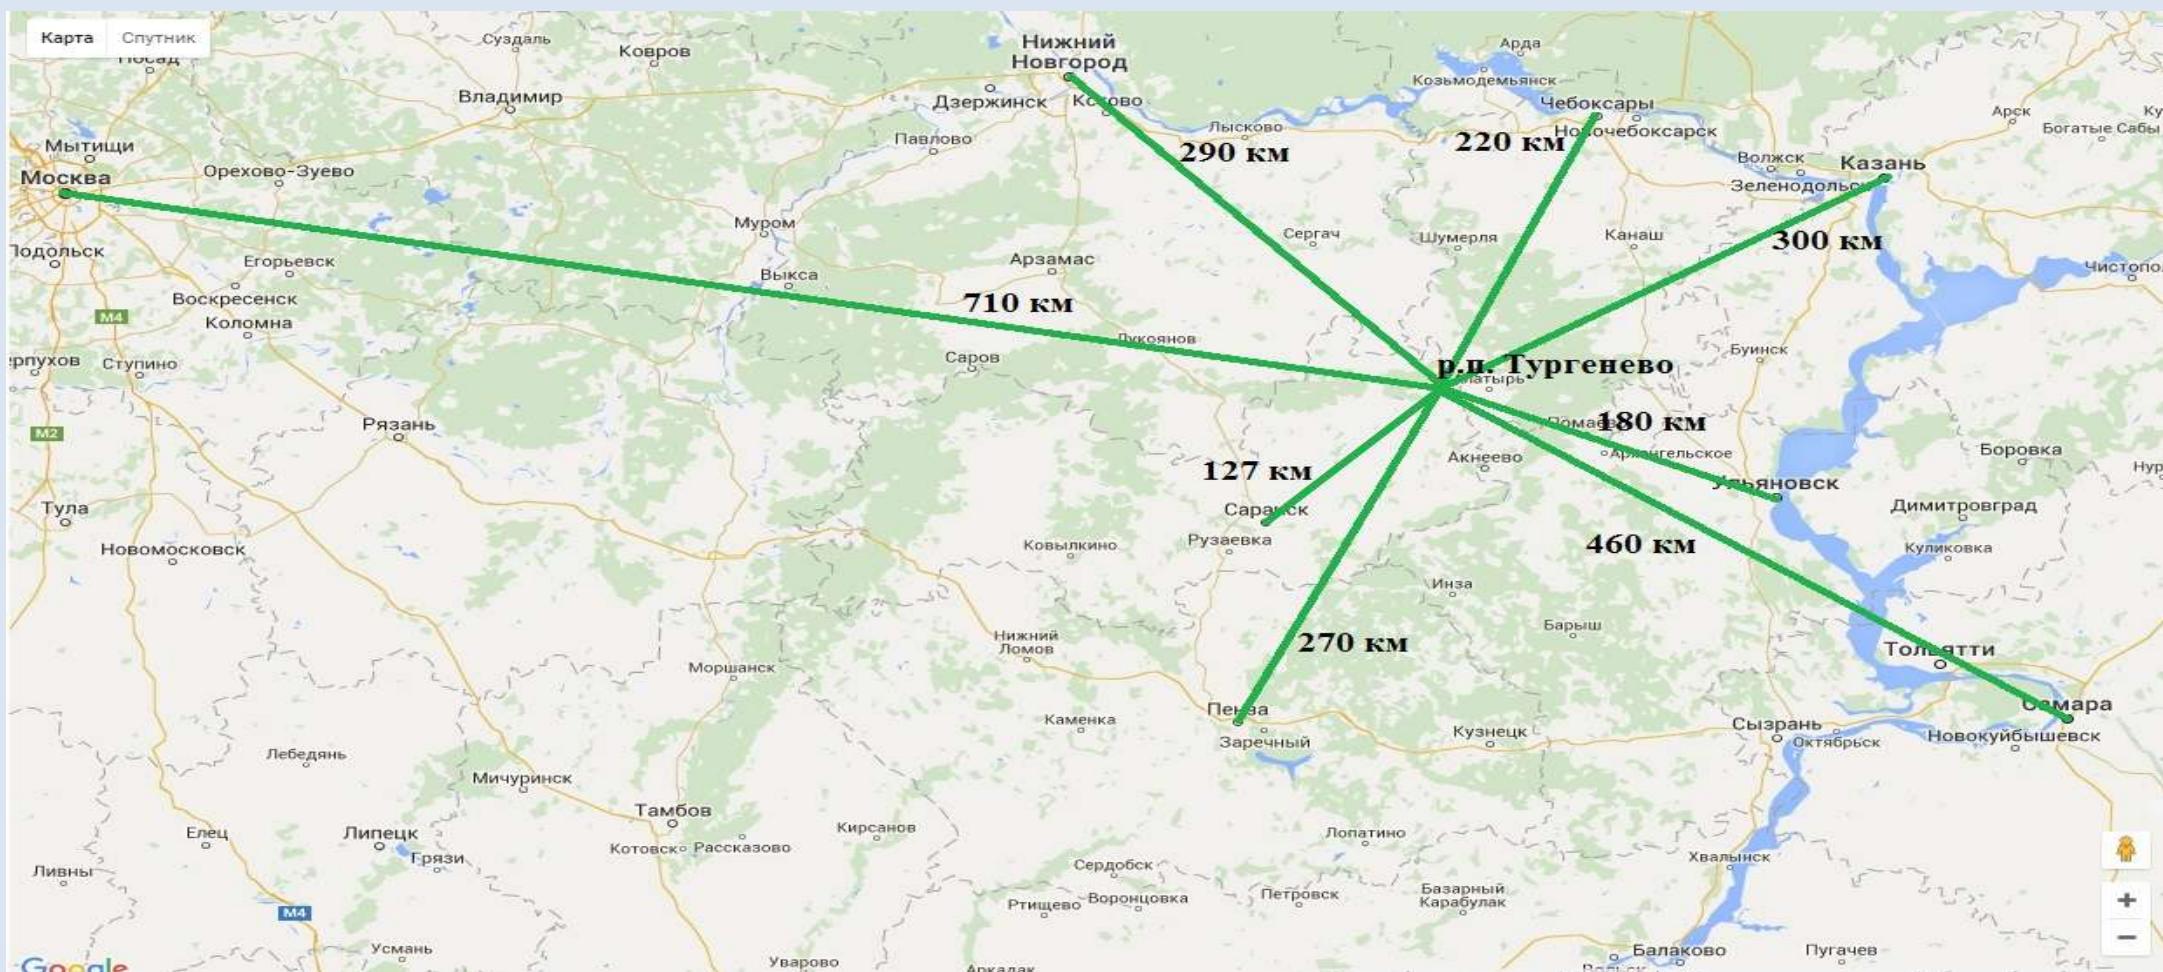 Карта Спутник
Суздаль
Ковров
Нижний
Новгород
Арда
Козьмодемьянск
Владимир
Дзержинск
Кстово
Чебоксары
Арск
Богатые Сабы
Мытищи
Павлово
Лысково
220 км
Новочебоксарск
290 км
Волжск
Казань
Москва
Орехово-Зуево
Зеленодольск
Муром
Сергач
Шумерля
Канаш
300 км
Подольск
Егорьевск
Арзамас
Выкса
Воскресенск
710 км
M4
Коломна
Лукоянов
Буинск
Ступино
Саров
р.п. Тургенево
Рязань
M2
180 км
Акнеево
Архангельское
Боровка
127 км
Ульяновск
Тула
Саранск
Димитровград
Новомосковск
Ковылкино
Рузаевка
460 км
Куликовка
Инза
Барыш
Нижний
Ломов
270 км
Тольятти
Моршанск
Пенза
Самара
Каменка
Заречный
Кузнецк
Сызрань
Октябрьск
Новокуйбышевск
Лебедянь
Мичуринск
Тамбов
Елец
Липецк
Кирсанов
Лопатино
Котовск
Рассказово
Грязи
Хвалынск
Ливны
Сердобск
Петровск
Базарный
Карабулак
Ртищево
Воронцовка
M4
Усмань
Балаково
Пугачев
Уварово
Google
Аркадак